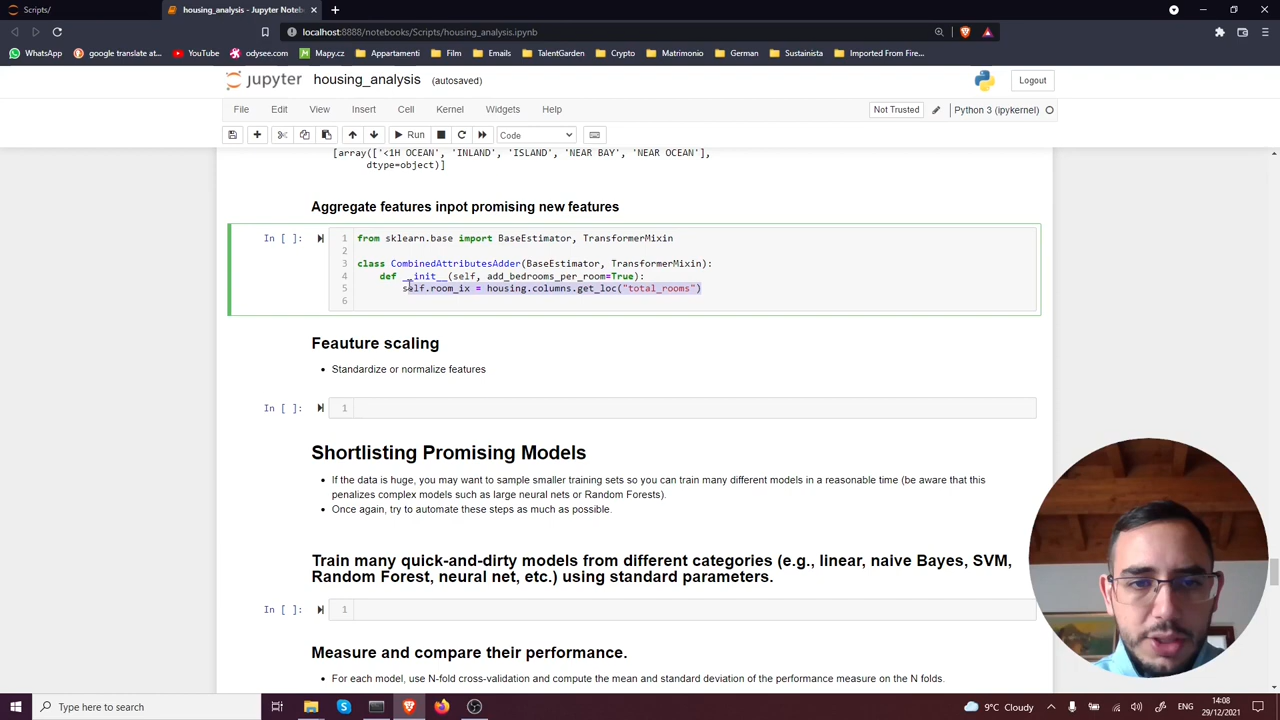 Scripts/
housing_analysis - Jupyter Noteb
localhost:8888/notebooks/Scripts/housing_analysis.ipynb
WhatsApp
google translate at...
YouTube
odysee.com
Mapy.cz
Appartamenti
Film
Emails
TalentGarden
Crypto
Matrimonio
German
Sustainista
Imported From Fire...
jupyter housing_analysis (autosaved)
Logout
File Edit View Insert Cell Kernel Widgets Help
Not Trusted
Python 3 (ipykernel)
Run
Code
[array(['<1H OCEAN', 'INLAND', 'ISLAND', 'NEAR BAY', 'NEAR OCEAN'],
dtype=object)]
Aggregate features inpot promising new features
In [ ]:
1 from sklearn.base import BaseEstimator, TransformerMixin
2
3 class CombinedAttributesAdder(BaseEstimator, TransformerMixin):
4 def __init__(self, add_bedrooms_per_room=True):
5 self.room_ix = housing.columns.get_loc("total_rooms")
6
Feauture scaling
• Standardize or normalize features
In [ ]: 1
Shortlisting Promising Models
• If the data is huge, you may want to sample smaller training sets so you can train many different models in a reasonable time (be aware that this
penalizes complex models such as large neural nets or Random Forests).
• Once again, try to automate these steps as much as possible.
Train many quick-and-dirty models from different categories (e.g., linear, naive Bayes, SVM,
Random Forest, neural net, etc.) using standard parameters.
In [ ]: 1
Measure and compare their performance.
• For each model, use N-fold cross-validation and compute the mean and standard deviation of the performance measure on the N folds.
Type here to search
9°C Cloudy
14:08
29/12/2021